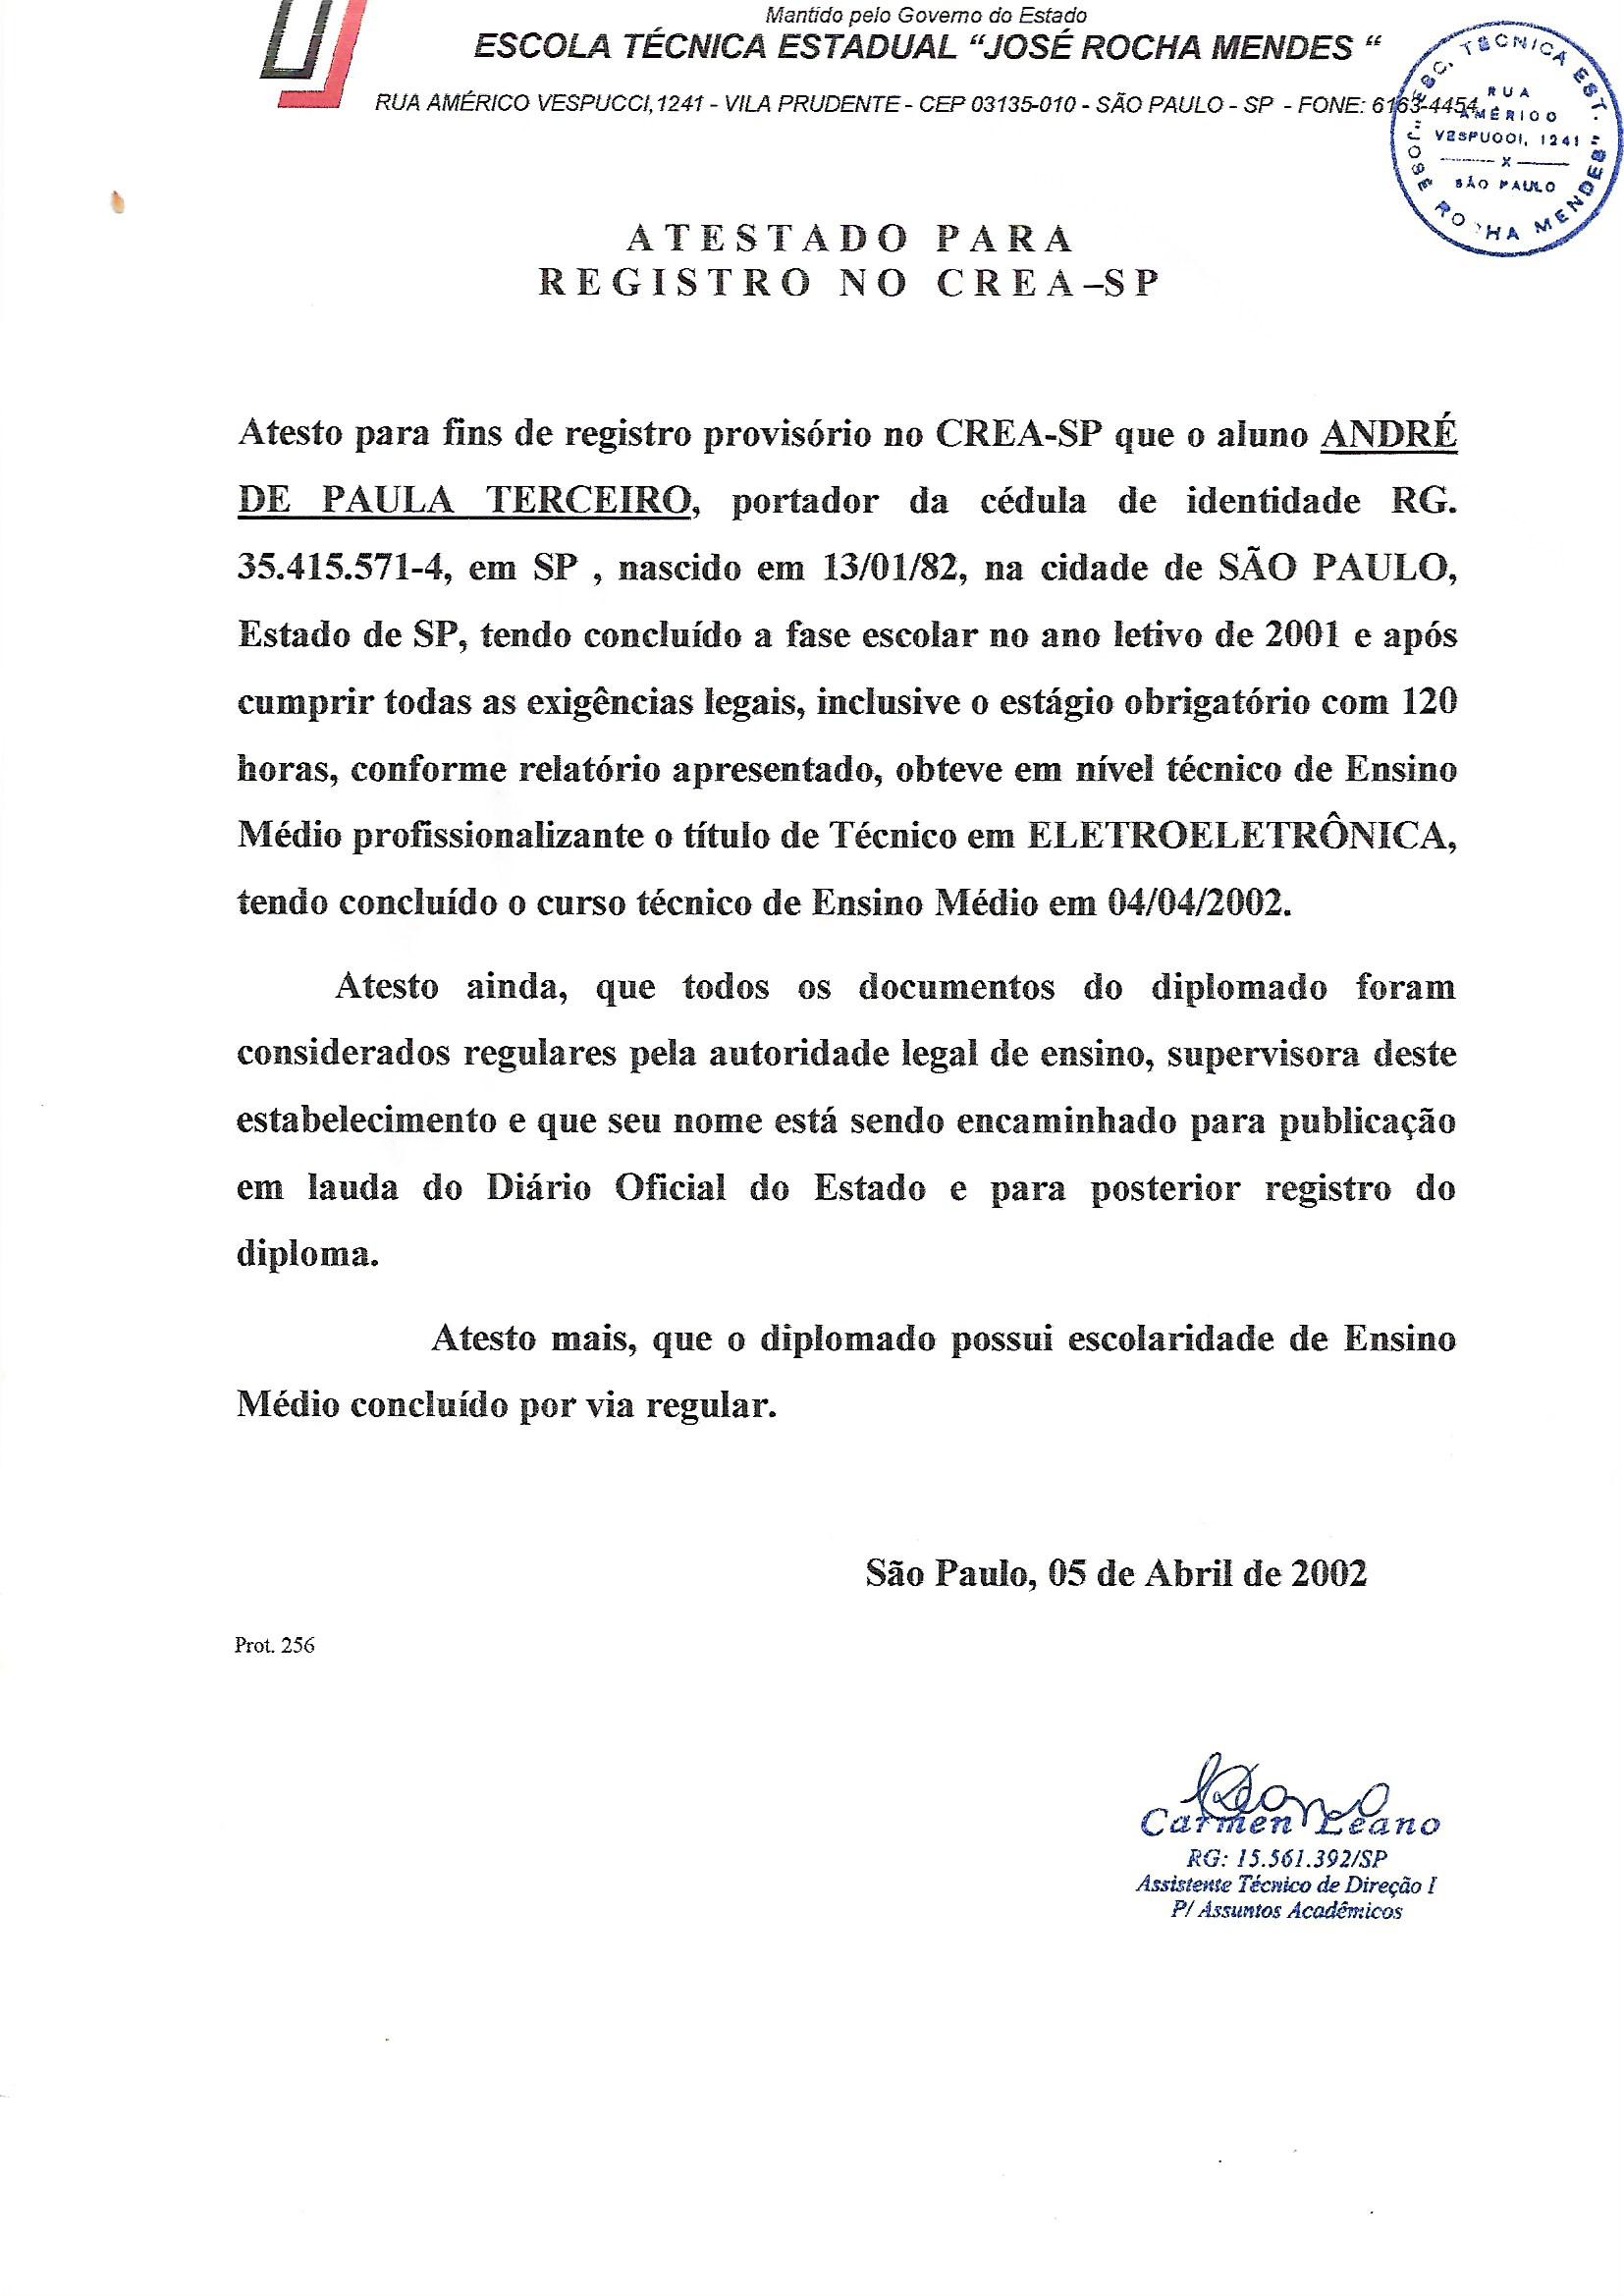 Mantido pelo Governo do Estado
ESCOLA TÉCNICA ESTADUAL “JOSÉ ROCHA MENDES “
RUA AMÉRICO VESPUCCI, 1241 - VILA PRUDENTE - CEP 03135-010 - SÃO PAULO - SP - FONE: 6163-4454
ESC. TECNICA EST. "JOSÉ ROCHA MENDES"
RUA
AMÉRICO
VESPUCCI, 1241
X
SÃO PAULO
ATESTADO PARA
REGISTRO NO CREA–SP
Atesto para fins de registro provisório no CREA-SP que o aluno ANDRÉ
DE PAULA TERCEIRO, portador da cédula de identidade RG.
35.415.571-4, em SP , nascido em 13/01/82, na cidade de SÃO PAULO,
Estado de SP, tendo concluído a fase escolar no ano letivo de 2001 e após
cumprir todas as exigências legais, inclusive o estágio obrigatório com 120
horas, conforme relatório apresentado, obteve em nível técnico de Ensino
Médio profissionalizante o título de Técnico em ELETROELETRÔNICA,
tendo concluído o curso técnico de Ensino Médio em 04/04/2002.
Atesto ainda, que todos os documentos do diplomado foram
considerados regulares pela autoridade legal de ensino, supervisora deste
estabelecimento e que seu nome está sendo encaminhado para publicação
em lauda do Diário Oficial do Estado e para posterior registro do
diploma.
Atesto mais, que o diplomado possui escolaridade de Ensino
Médio concluído por via regular.
São Paulo, 05 de Abril de 2002
Prot. 256
Carmen Leano
RG: 15.561.392/SP
Assistente Técnico de Direção I
P/ Assuntos Acadêmicos